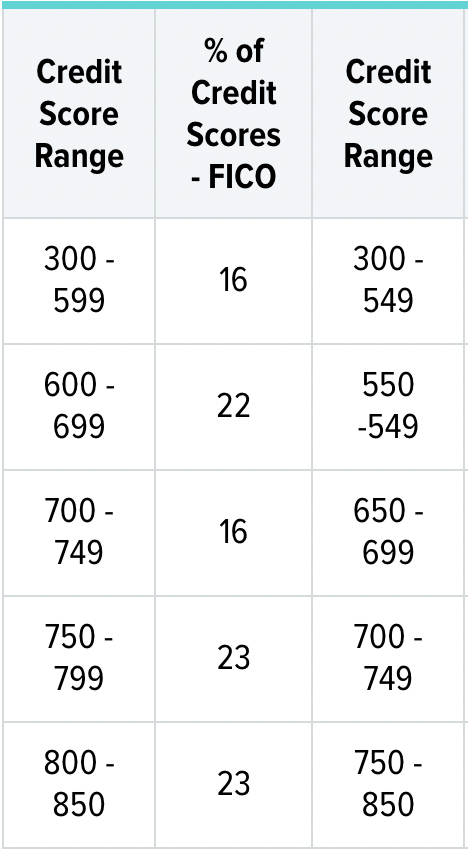 Credit
Score
Range
% of
Credit
Scores
- FICO
Credit
Score
Range
300 -
599
16
300 -
549
600 -
699
22
550
-549
700 -
749
16
650 -
699
750 -
799
23
700 -
749
800 -
850
23
750 -
850